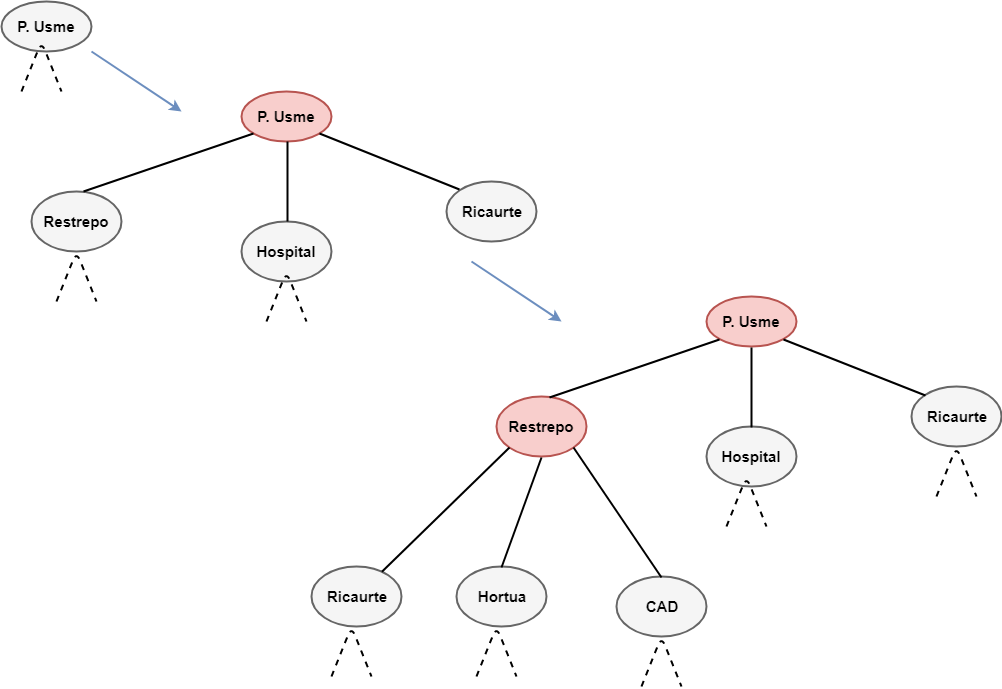 P. Usme
P. Usme
Restrepo
Hospital
Ricaurte
P. Usme
Restrepo
Hospital
Ricaurte
Ricaurte
Hortua
CAD